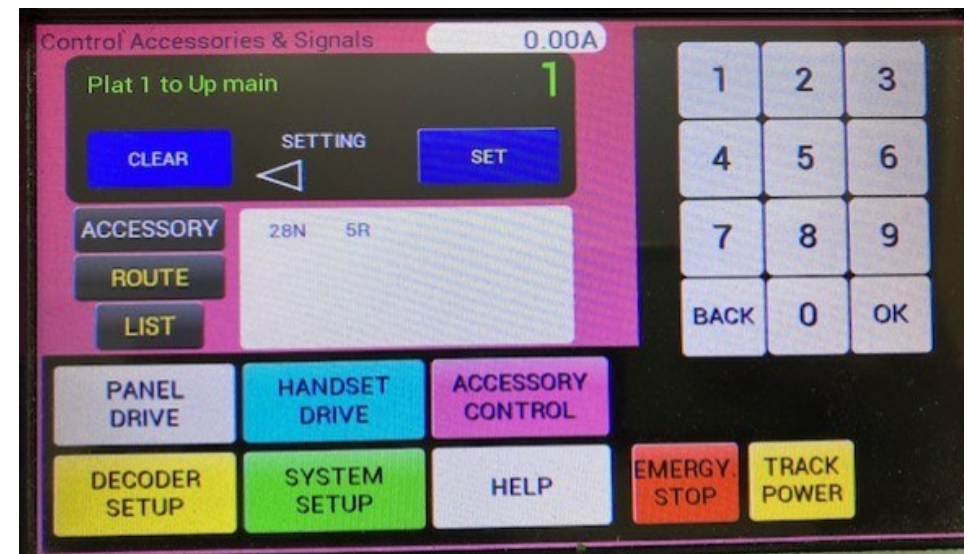 Control Accessories & Signals 0.00A
Plat 1 to Up main 1
CLEAR SETTING SET
ACCESSORY
ROUTE
LIST
28N 5R
1 2 3
4 5 6
7 8 9
BACK 0 OK
PANEL
DRIVE
HANDSET
DRIVE
ACCESSORY
CONTROL
DECODER
SETUP
SYSTEM
SETUP
HELP
EMERGY.
STOP
TRACK
POWER